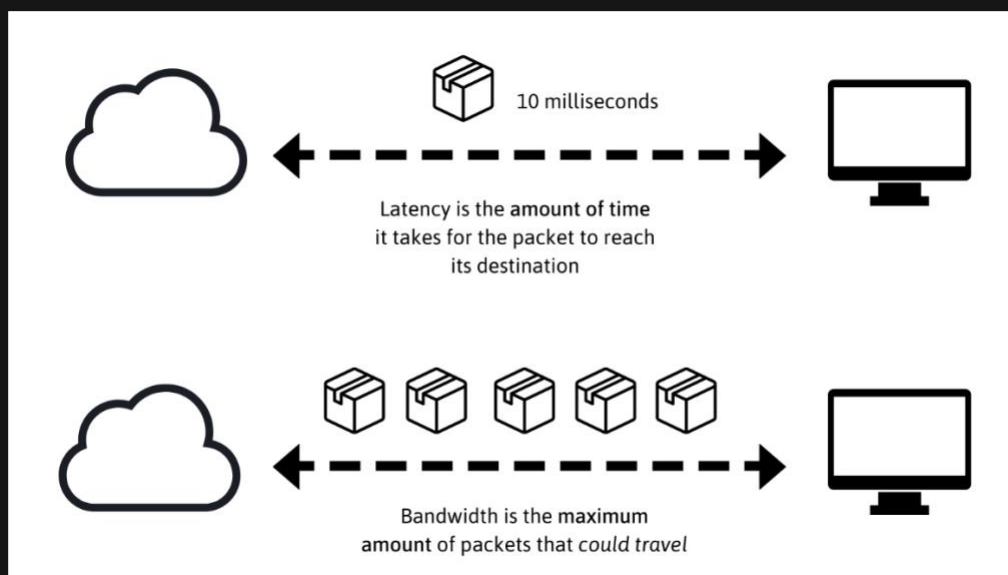 10 milliseconds
Latency is the amount of time
it takes for the packet to reach
its destination
Bandwidth is the maximum
amount of packets that could travel